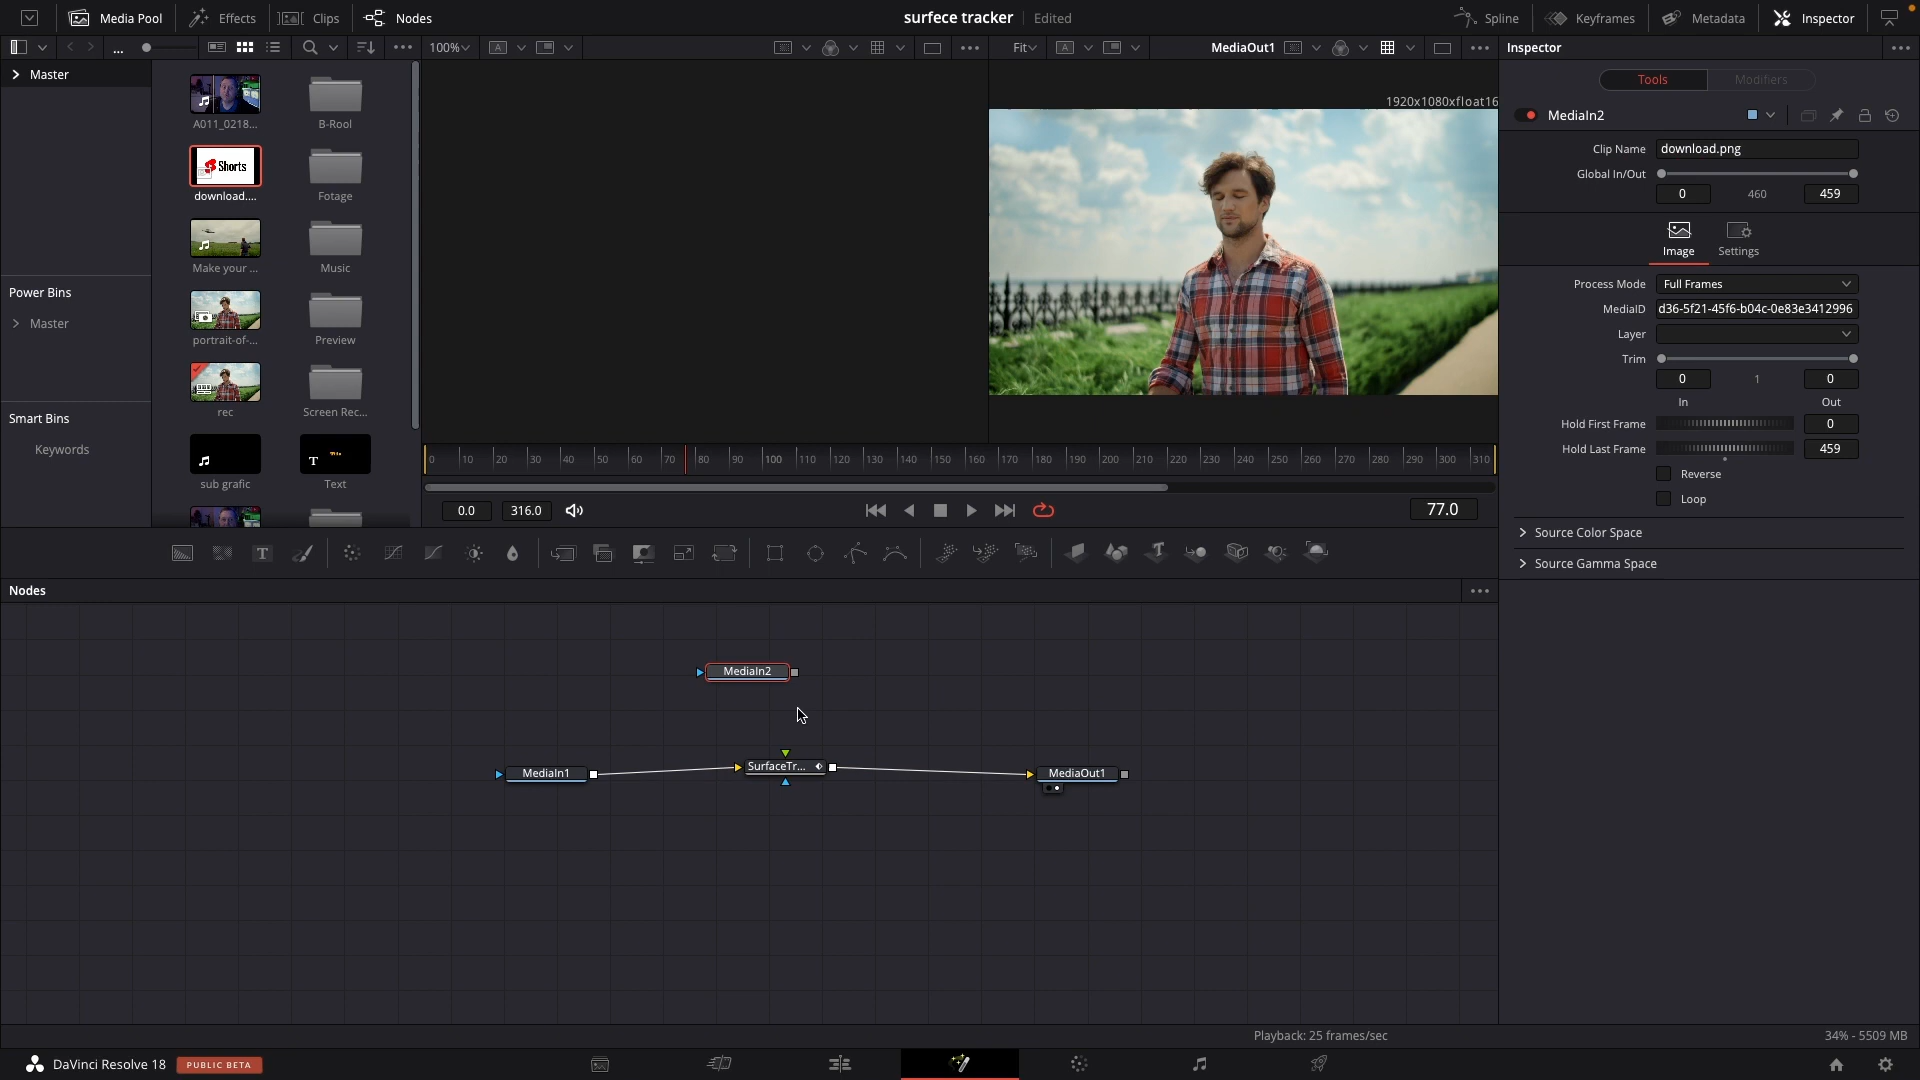 Media Pool
Effects
Clips
Nodes
surfece tracker
Edited
Spline
Keyframes
Metadata
Inspector
...
100%
A
Fit
A
MediaOut1
Inspector
Master
Power Bins
Master
Smart Bins
Keywords
A011_0218...
B-Rool
Shorts
download....
Fotage
Make your ...
Music
portrait-of-...
Preview
rec
Screen Rec...
T
sub grafic
Text
1920x1080xfloat16
0 10 20 30 40 50 60 70 80 90 100 110 120 130 140 150 160 170 180 190 200 210 220 230 240 250 260 270 280 290 300 310
0.0
316.0
77.0
T
T
Nodes
MediaIn2
MediaIn1
SurfaceTr...
MediaOut1
Tools
Modifiers
MediaIn2
Clip Name
download.png
Global In/Out
0
460
459
Image
Settings
Process Mode
Full Frames
MediaID
d36-5f21-45f6-b04c-0e83e3412996
Layer
Trim
0
1
0
In
Out
Hold First Frame
0
Hold Last Frame
459
Reverse
Loop
Source Color Space
Source Gamma Space
Playback: 25 frames/sec
34% - 5509 MB
DaVinci Resolve 18
PUBLIC BETA